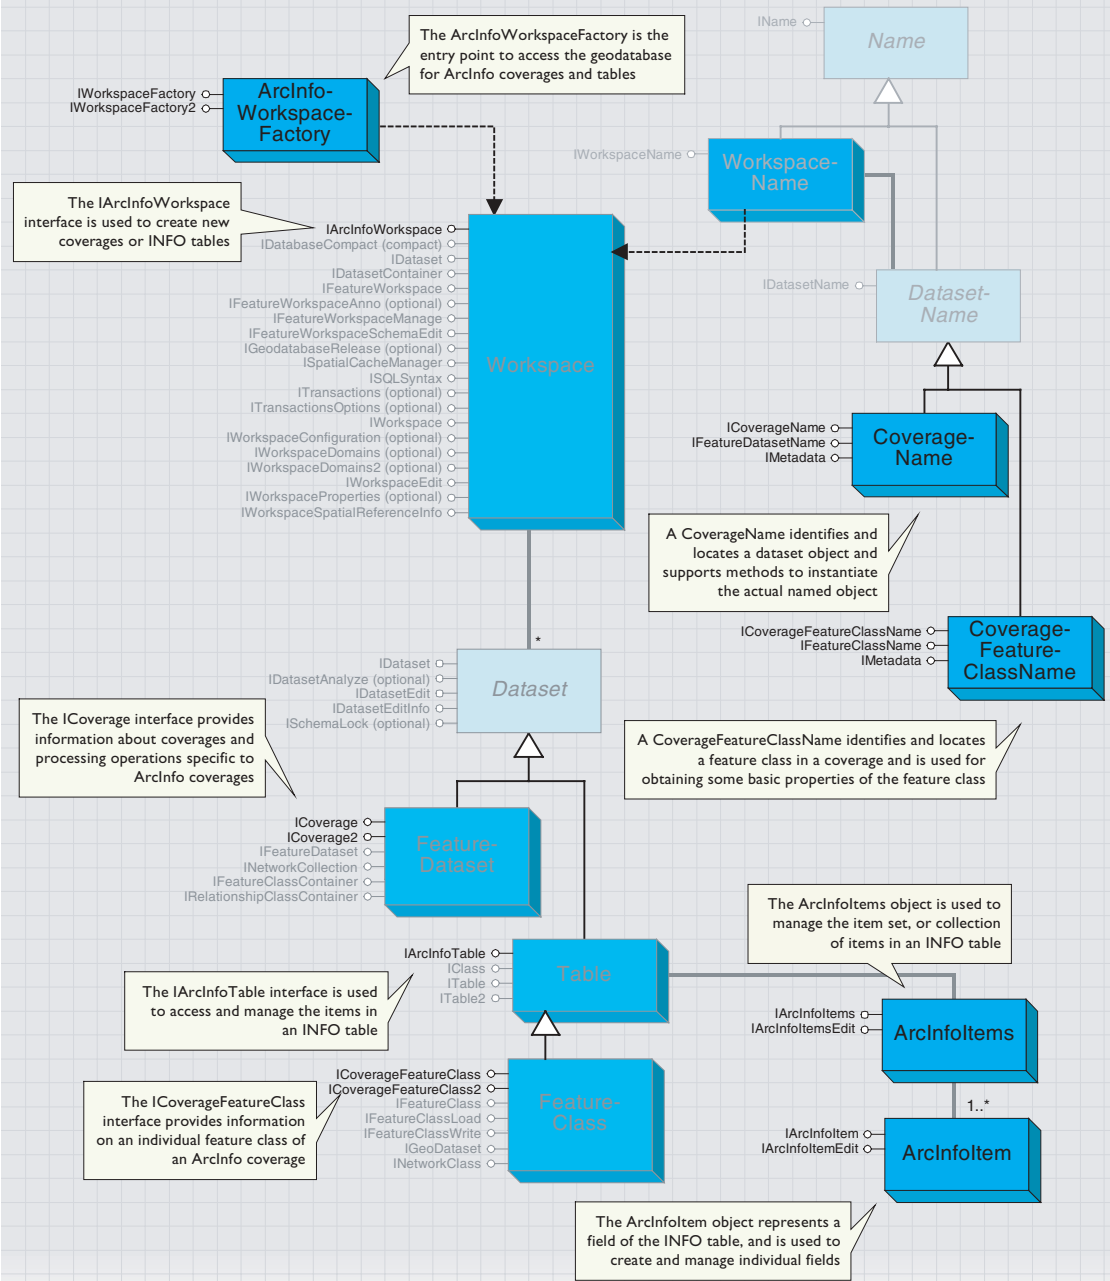 The ArcInfoWorkspaceFactory is the
entry point to access the geodatabase
for ArcInfo coverages and tables
IName
Name
IWorkspaceFactory
IWorkspaceFactory2
ArcInfo-
Workspace-
Factory
IWorkspaceName
Workspace-
Name
The IArcInfoWorkspace
interface is used to create new
coverages or INFO tables
IArcInfoWorkspace
IDatabaseCompact (compact)
IDataset
IDatasetContainer
IFeatureWorkspace
IFeatureWorkspaceAnno (optional)
IFeatureWorkspaceManage
IFeatureWorkspaceSchemaEdit
IGeodatabaseRelease (optional)
ISpatialCacheManager
ISQLSyntax
ITransactions (optional)
ITransactionsOptions (optional)
IWorkspace
IWorkspaceConfiguration (optional)
IWorkspaceDomains (optional)
IWorkspaceDomains2 (optional)
IWorkspaceEdit
IWorkspaceProperties (optional)
IWorkspaceSpatialReferenceInfo
Workspace
IDatasetName
Dataset-
Name
ICoverageName
IFeatureDatasetName
IMetadata
Coverage-
Name
A CoverageName identifies and
locates a dataset object and
supports methods to instantiate
the actual named object
ICoverageFeatureClassName
IFeatureClassName
IMetadata
Coverage-
Feature-
ClassName
*
IDataset
IDatasetAnalyze (optional)
IDatasetEdit
IDatasetEditInfo
ISchemaLock (optional)
Dataset
The ICoverage interface provides
information about coverages and
processing operations specific to
ArcInfo coverages
A CoverageFeatureClassName identifies and locates
a feature class in a coverage and is used for
obtaining some basic properties of the feature class
ICoverage
ICoverage2
IFeatureDataset
INetworkCollection
IFeatureClassContainer
IRelationshipClassContainer
Feature-
Dataset
The ArcInfoItems object is used to
manage the item set, or collection
of items in an INFO table
IArcInfoTable
IClass
ITable
ITable2
Table
The IArcInfoTable interface is used
to access and manage the items in
an INFO table
IArcInfoItems
IArcInfoItemsEdit
ArcInfoItems
ICoverageFeatureClass
ICoverageFeatureClass2
IFeatureClass
IFeatureClassLoad
IFeatureClassWrite
IGeoDataset
INetworkClass
Feature-
Class
The ICoverageFeatureClass
interface provides information
on an individual feature class of
an ArcInfo coverage
1..*
IArcInfoItem
IArcInfoItemEdit
ArcInfoItem
The ArcInfoItem object represents a
field of the INFO table, and is used to
create and manage individual fields